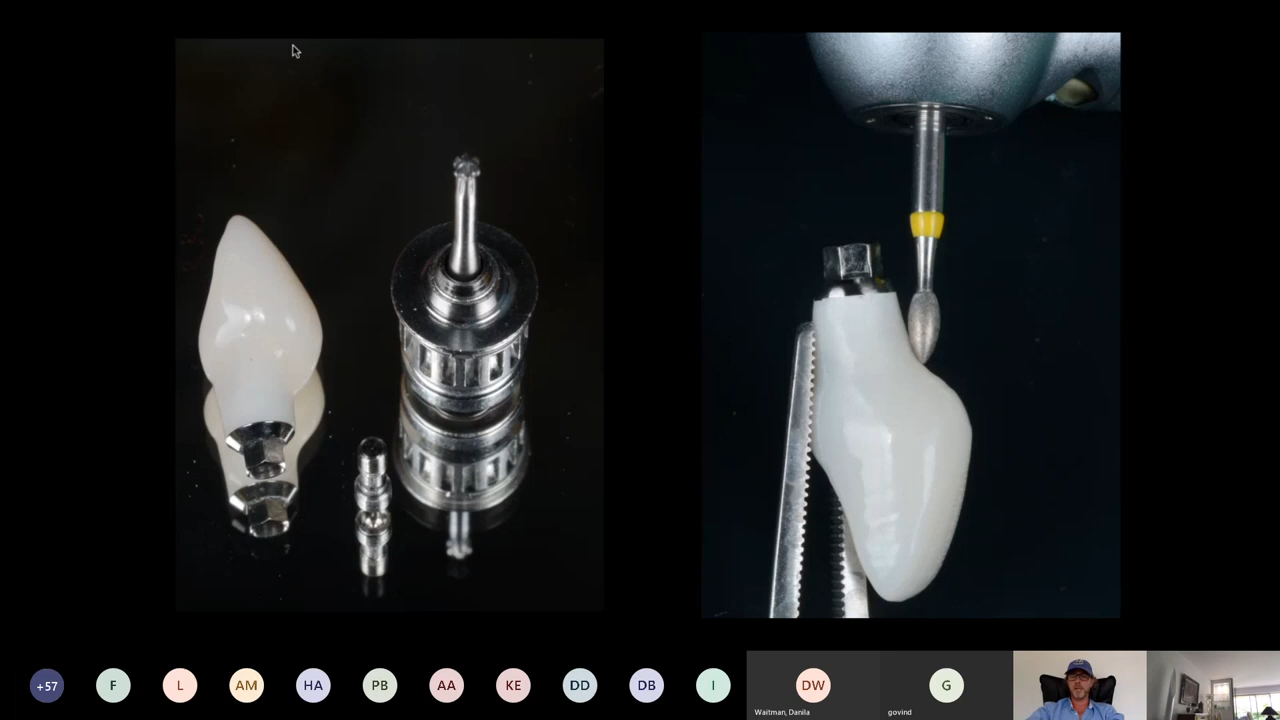 +57
F
L
AM
HA
PB
AA
KE
DD
DB
I
DW
Waitman, Danila
G
govind